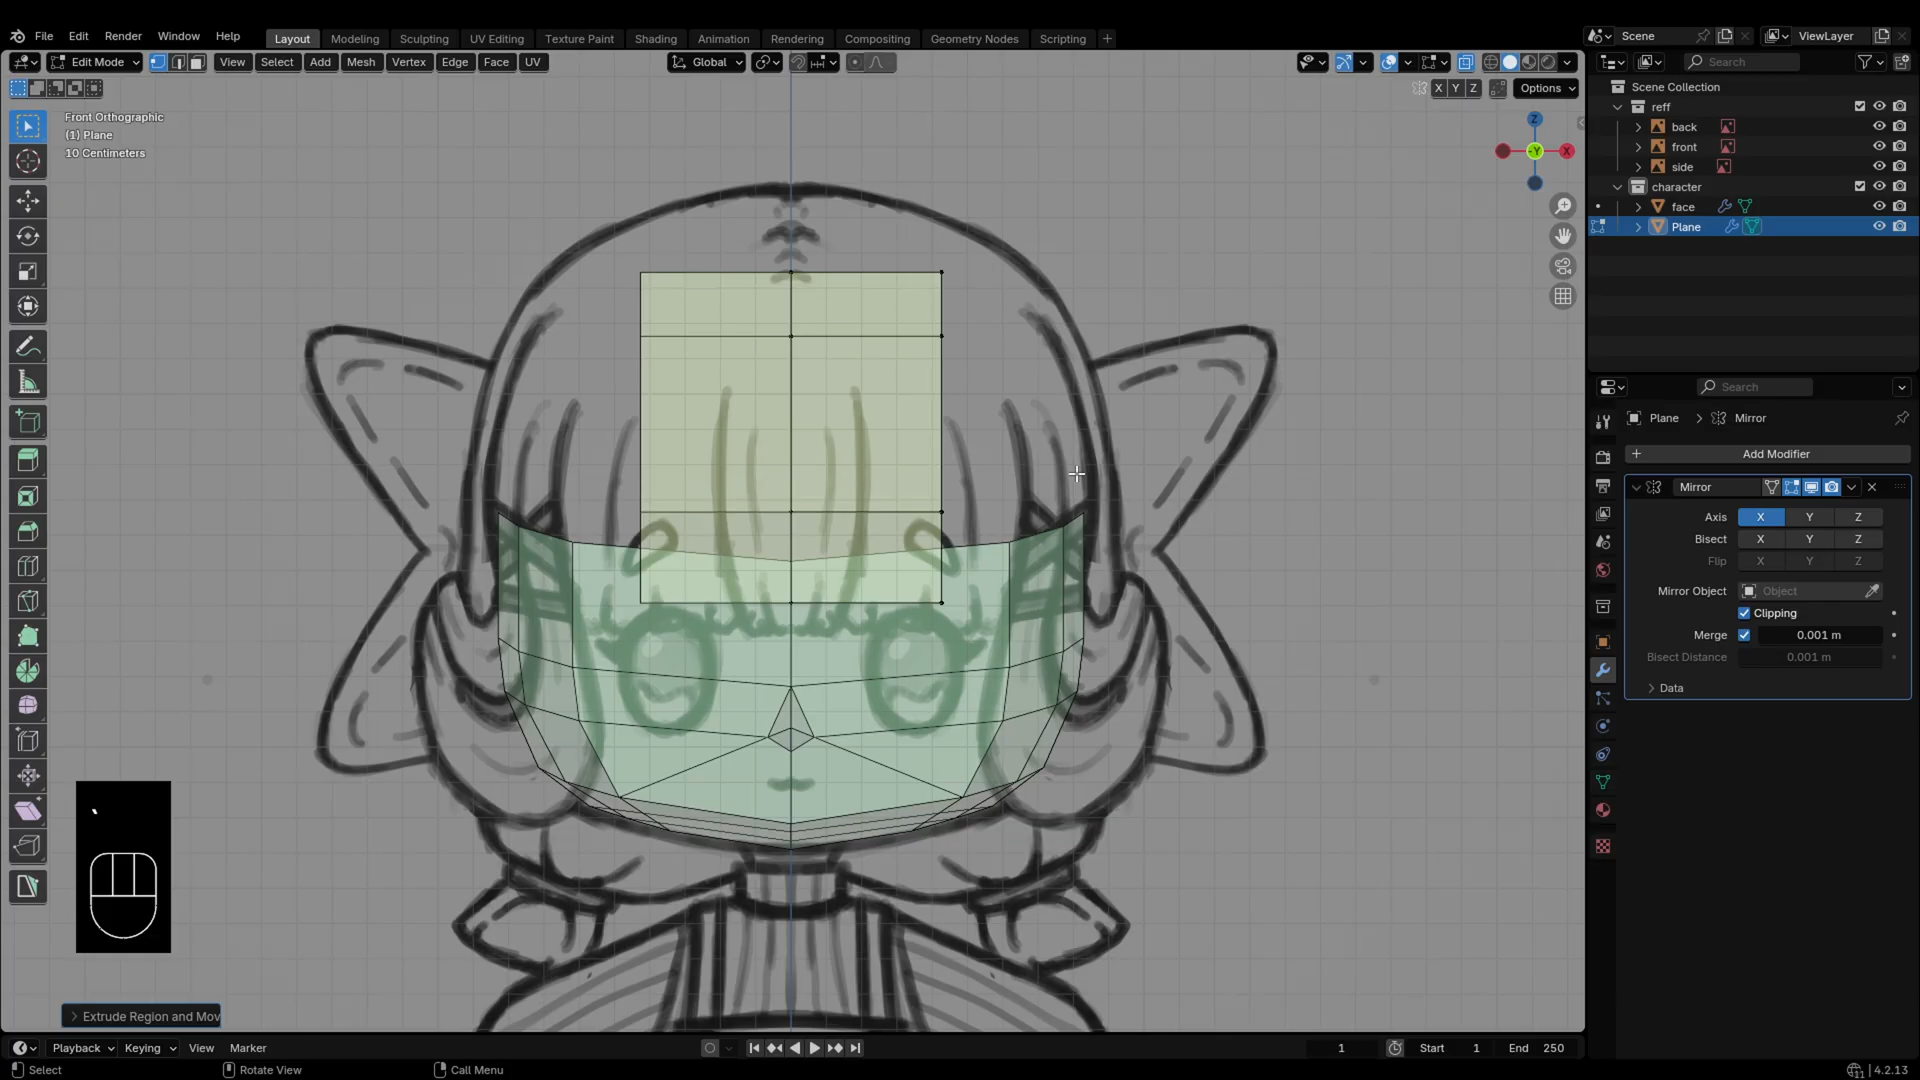 File Edit Render Window Help Layout Modeling Sculpting UV Editing Texture Paint Shading Animation Rendering Compositing Geometry Nodes Scripting + Scene ViewLayer
Edit Mode View Select Add Mesh Vertex Edge Face UV Global Search
X Y Z Options
Front Orthographic
(1) Plane
10 Centimeters
Z
-Y X
Scene Collection
reff
back
front
side
character
face
Plane
Search
Plane > Mirror
+ Add Modifier
Mirror
Axis X Y Z
Bisect X Y Z
Flip X Y Z
Mirror Object Object
Clipping
Merge 0.001 m
Bisect Distance 0.001 m
Data
Extrude Region and Mov
Playback Keying View Marker 1 Start 1 End 250
Select Rotate View Call Menu 4.2.13